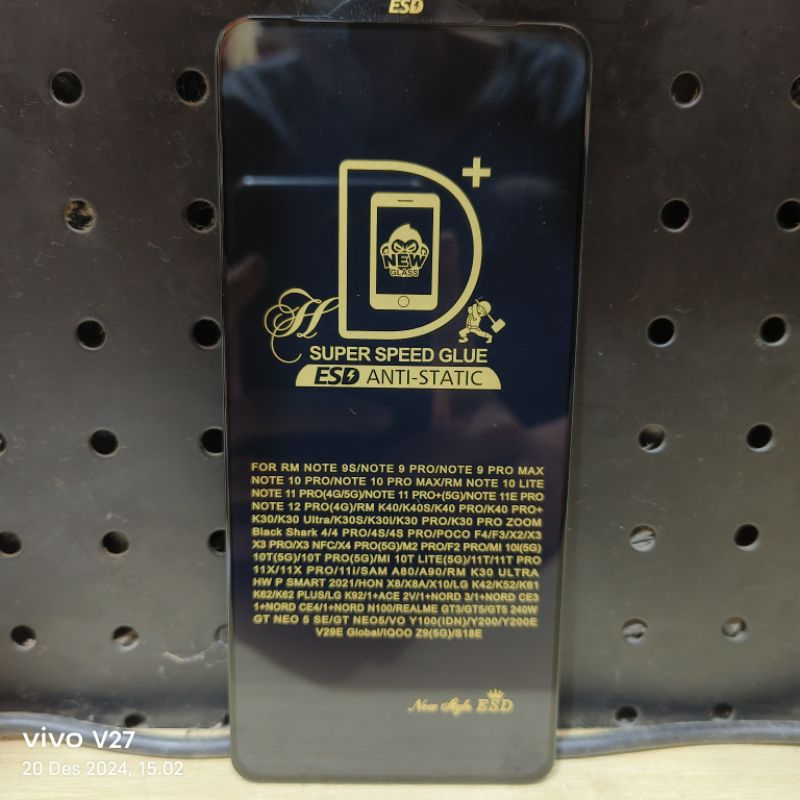 ESD
D+
NEW
GLASS
H
SUPER SPEED GLUE
ESD ANTI-STATIC
FOR RM NOTE 9S/NOTE 9 PRO/NOTE 9 PRO MAX
NOTE 10 PRO/NOTE 10 PRO MAX/RM NOTE 10 LITE
NOTE 11 PRO(4G/5G)/NOTE 11 PRO+(5G)/NOTE 11E PRO
NOTE 12 PRO(4G)/RM K40/K40S/K40 PRO/K40 PRO+
K30/K30 Ultra/K30S/K30I/K30 PRO/K30 PRO ZOOM
Black Shark 4/4 PRO/4S/4S PRO/POCO F4/F3/X2/X3
X3 PRO/X3 NFC/X4 PRO(5G)/M2 PRO/F2 PRO/MI 10I(5G)
10T(5G)/10T PRO(5G)/MI 10T LITE(5G)/11T/11T PRO
11X/11X PRO/11I/SAM A80/A90/RM K30 ULTRA
HW P SMART 2021/HON X8/X8A/X10/LG K42/K52/K61
K62/K62 PLUS/LG K92/1+ACE 2V/1+NORD 3/1+NORD CE3
1+NORD CE4/1+NORD N100/REALME GT3/GT5/GT5 240W
GT NEO 5 SE/GT NEO5/VO Y100(IDN)/Y200/Y200E
V29E Global/IQOO Z9(5G)/S18E
New Style ESD
vivo V27
20 Des 2024, 15.02